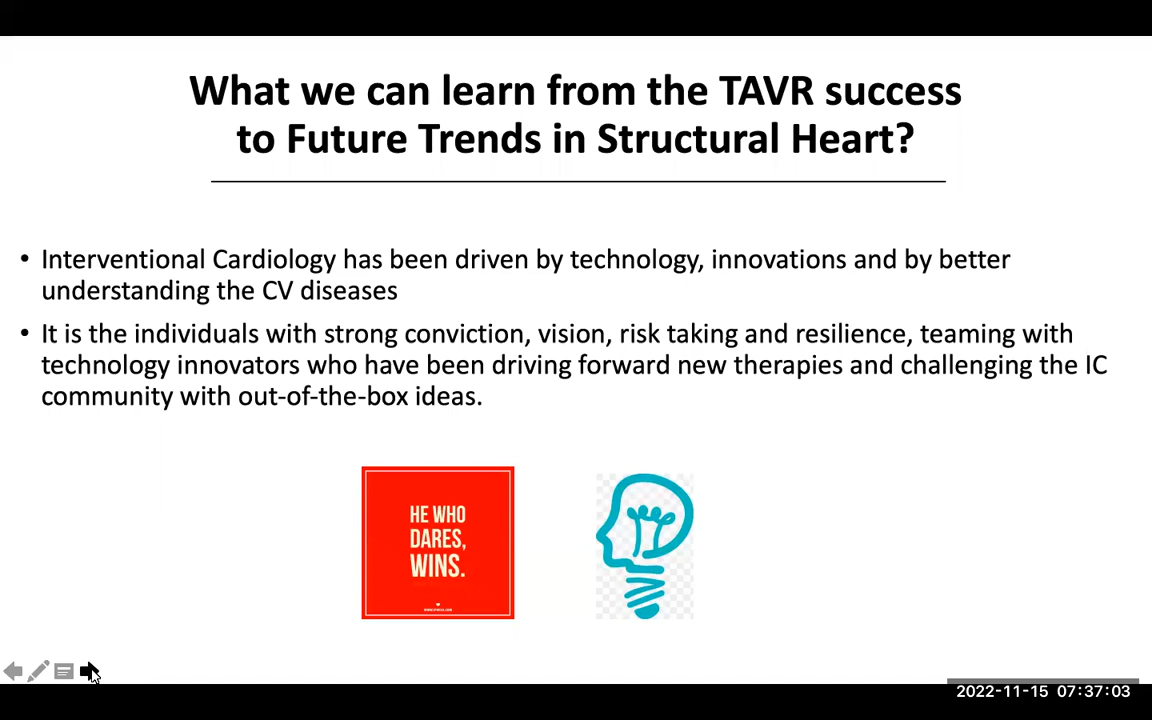 What we can learn from the TAVR success
to Future Trends in Structural Heart?
• Interventional Cardiology has been driven by technology, innovations and by better
understanding the CV diseases
• It is the individuals with strong conviction, vision, risk taking and resilience, teaming with
technology innovators who have been driving forward new therapies and challenging the IC
community with out-of-the-box ideas.
HE WHO
DARES,
WINS.
2022-11-15 07:37:03